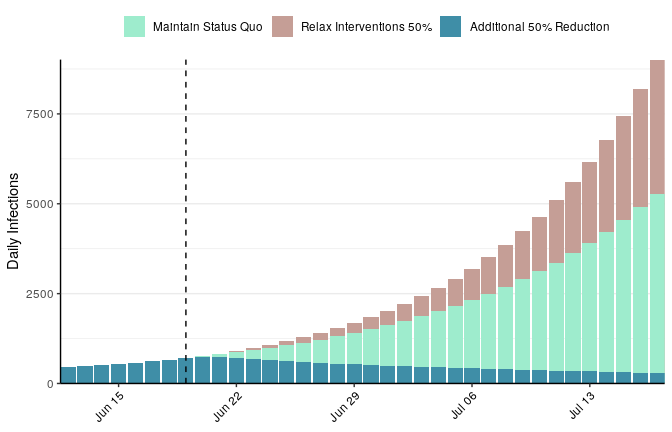 Maintain Status Quo Relax Interventions 50% Additional 50% Reduction
Daily Infections
7500
5000
2500
0
Jun 15 Jun 22 Jun 29 Jul 06 Jul 13